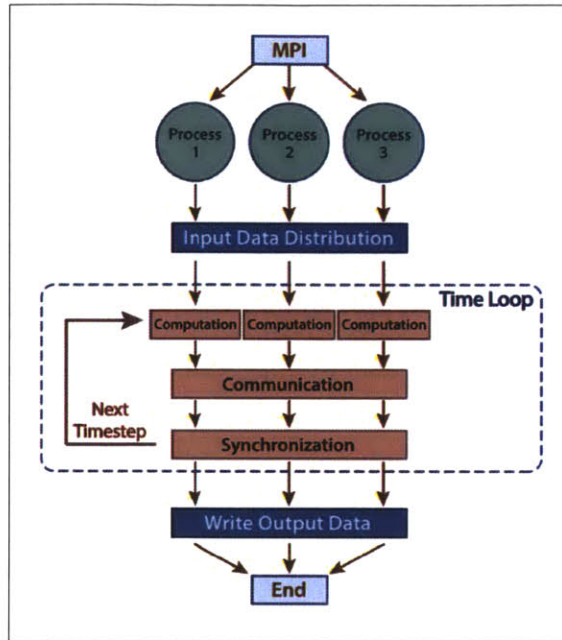 MPI
Process
1
Process
2
Process
3
Input Data Distribution
Time Loop
Computation
Computation
Computation
Communication
Next
Timestep
Synchronization
Write Output Data
End